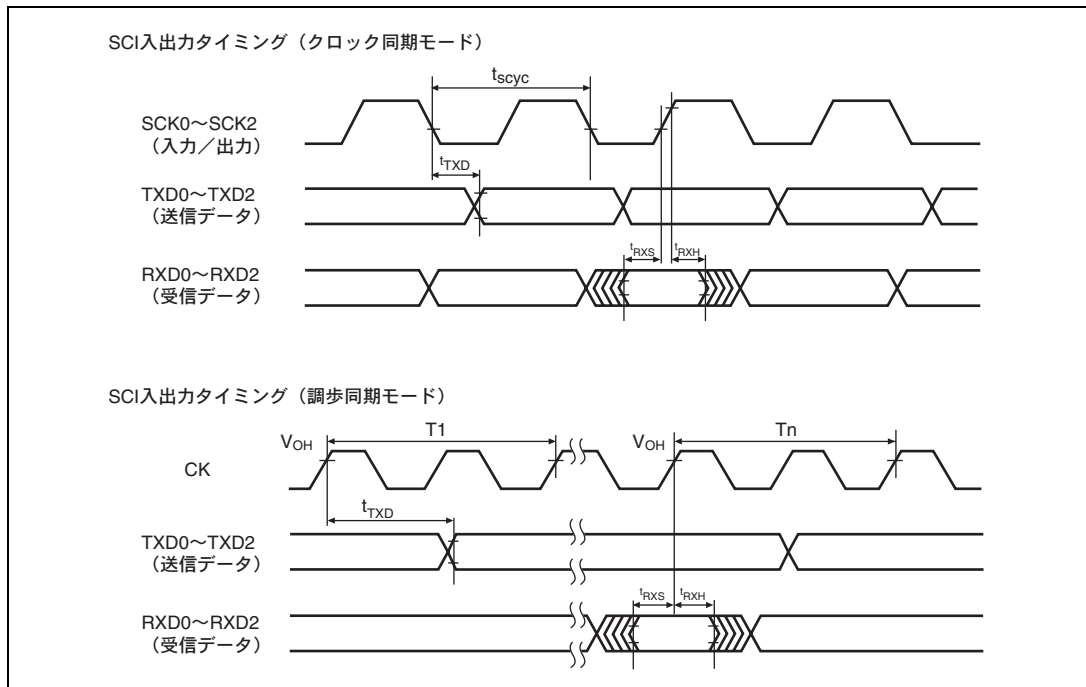 SCI入出力タイミング（クロック同期モード）
tscyc
SCK0～SCK2
（入力／出力）
tTXD
TXD0～TXD2
（送信データ）
tRXS
tRXH
RXD0～RXD2
（受信データ）
SCI入出力タイミング（調歩同期モード）
VOH
T1
VOH
Tn
CK
tTXD
TXD0～TXD2
（送信データ）
tRXS
tRXH
RXD0～RXD2
（受信データ）